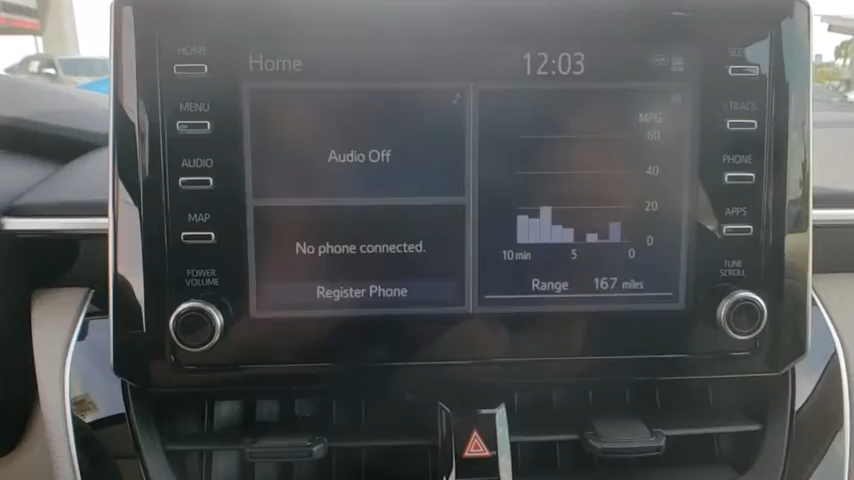 HOME
Home
12:03
SEEK
MENU
TRACK
MPG
60
AUDIO
Audio Off
PHONE
40
MAP
APPS
20
No phone connected.
10 min
5
0
0
POWER
VOLUME
TUNE
SCROLL
Register Phone
Range
167 miles